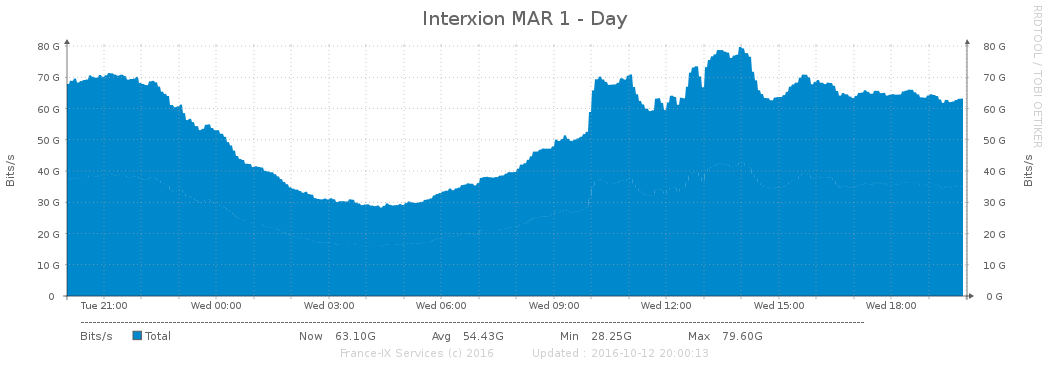 Interxion MAR 1 - Day
RRDTOOL / TOBI OETIKER
Bits/s
80 G
70 G
60 G
50 G
40 G
30 G
20 G
10 G
0
80 G
70 G
60 G
50 G
40 G
30 G
20 G
10 G
0 G
Bits/s
Tue 21:00 Wed 00:00 Wed 03:00 Wed 06:00 Wed 09:00 Wed 12:00 Wed 15:00 Wed 18:00
Bits/s Total Now 63.10G Avg 54.43G Min 28.25G Max 79.60G
France-IX Services (c) 2016 Updated : 2016-10-12 20:00:13